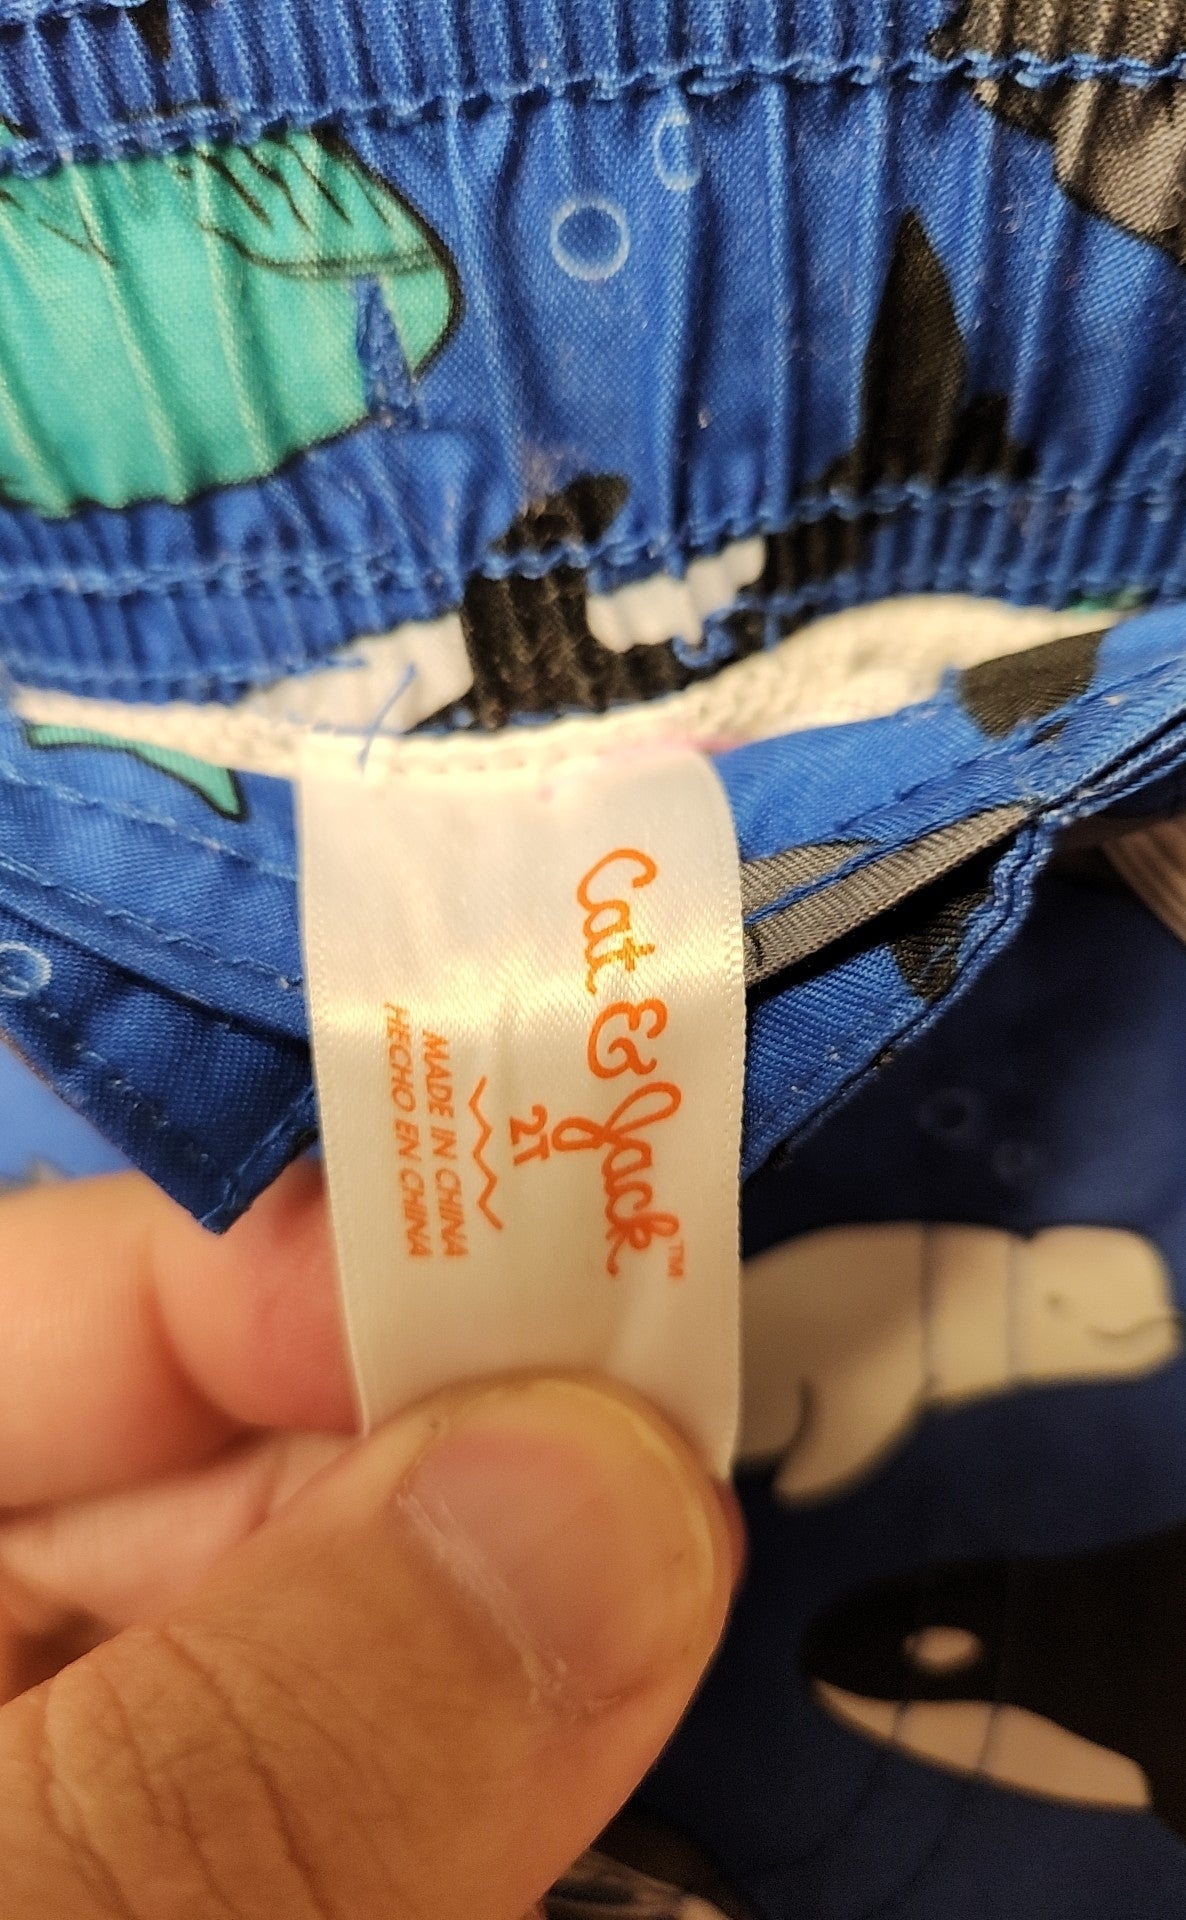 Cat & Jack™
2T
MADE IN CHINA
HECHO EN CHINA